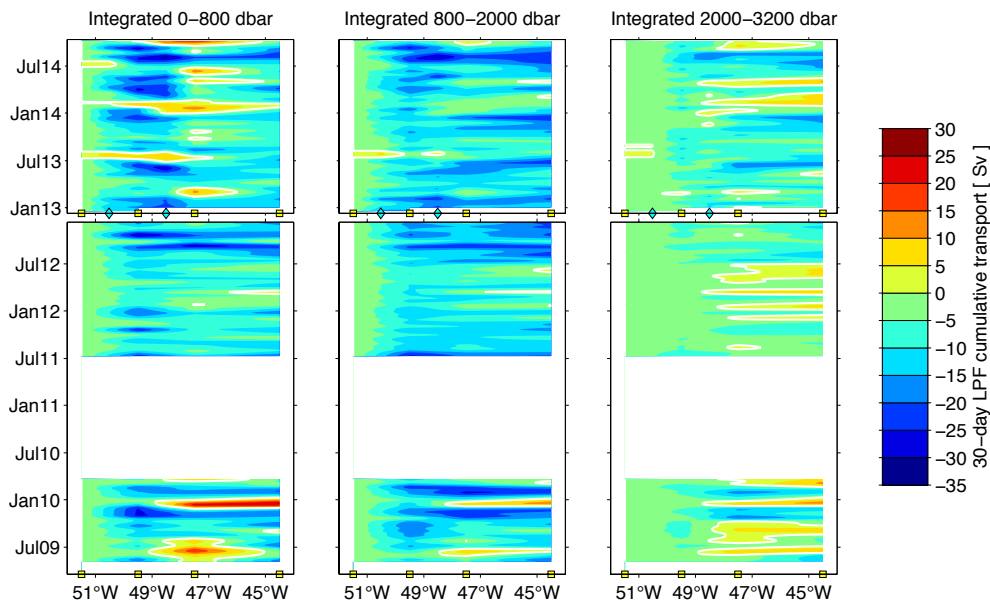 Integrated 0−800 dbar
Integrated 800−2000 dbar
Integrated 2000−3200 dbar
Jul14
Jan14
Jul13
Jan13
Jul12
Jan12
Jul11
Jan11
Jul10
Jan10
Jul09
51°W 49°W 47°W 45°W
51°W 49°W 47°W 45°W
51°W 49°W 47°W 45°W
30
25
20
15
10
5
0
−5
−10
−15
−20
−25
−30
−35
30−day LPF cumulative transport [ Sv]